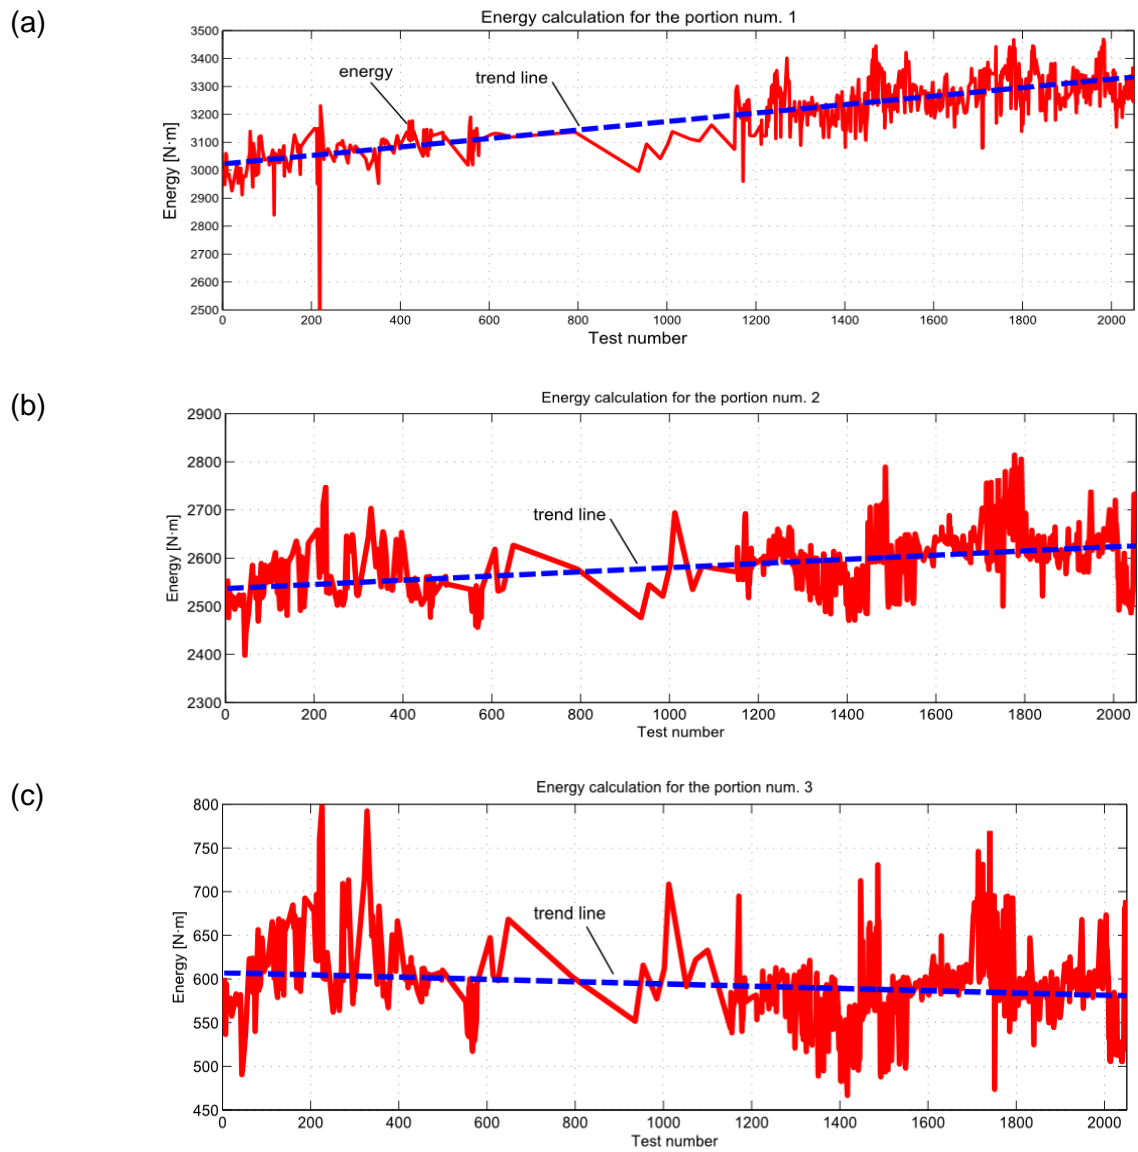 (a)
Energy calculation for the portion num. 1
3500
3400
3300
3200
3100
3000
2900
2800
2700
2600
2500
Energy [N·m]
energy
trend line
0 200 400 600 800 1000 1200 1400 1600 1800 2000
Test number
(b)
Energy calculation for the portion num. 2
2900
2800
2700
2600
2500
2400
2300
Energy [N·m]
trend line
0 200 400 600 800 1000 1200 1400 1600 1800 2000
Test number
(c)
Energy calculation for the portion num. 3
800
750
700
650
600
550
500
450
Energy [N·m]
trend line
0 200 400 600 800 1000 1200 1400 1600 1800 2000
Test number